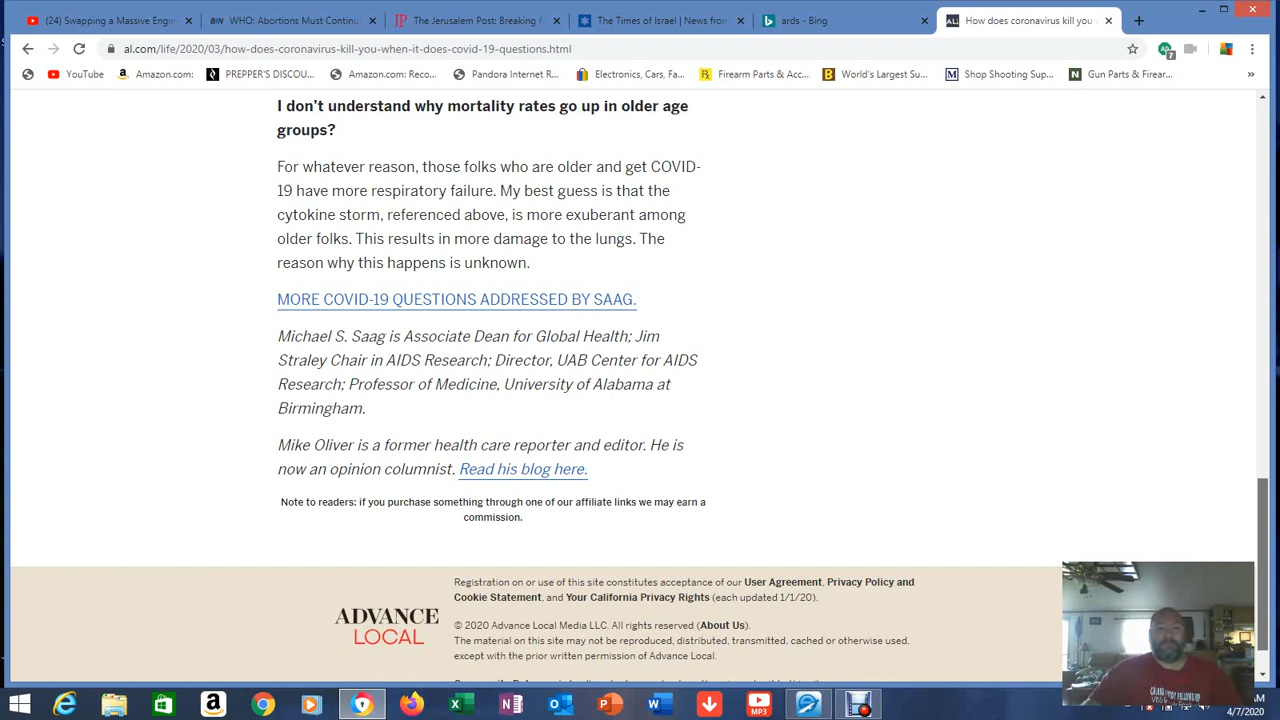 (24) Swapping a Massive Engin
BIN WHO: Abortions Must Continu
JP The Jerusalem Post: Breaking N
The Times of Israel | News from
ards - Bing
AL How does coronavirus kill you w
al.com/life/2020/03/how-does-coronavirus-kill-you-when-it-does-covid-19-questions.html
7
YouTube
Amazon.com:
PREPPER'S DISCOU...
Amazon.com: Reco...
Pandora Internet R...
Electronics, Cars, Fa...
Firearm Parts & Acc...
World's Largest Su...
Shop Shooting Sup...
Gun Parts & Firear...
»
I don't understand why mortality rates go up in older age
groups?
For whatever reason, those folks who are older and get COVID-
19 have more respiratory failure. My best guess is that the
cytokine storm, referenced above, is more exuberant among
older folks. This results in more damage to the lungs. The
reason why this happens is unknown.
MORE COVID-19 QUESTIONS ADDRESSED BY SAAG.
Michael S. Saag is Associate Dean for Global Health; Jim
Straley Chair in AIDS Research; Director, UAB Center for AIDS
Research; Professor of Medicine, University of Alabama at
Birmingham.
Mike Oliver is a former health care reporter and editor. He is
now an opinion columnist. Read his blog here.
Note to readers: if you purchase something through one of our affiliate links we may earn a
commission.
ADVANCE
LOCAL
Registration on or use of this site constitutes acceptance of our User Agreement, Privacy Policy and
Cookie Statement, and Your California Privacy Rights (each updated 1/1/20).
© 2020 Advance Local Media LLC. All rights reserved (About Us).
The material on this site may not be reproduced, distributed, transmitted, cached or otherwise used,
except with the prior written permission of Advance Local.
MP3
AM
4/7/2020